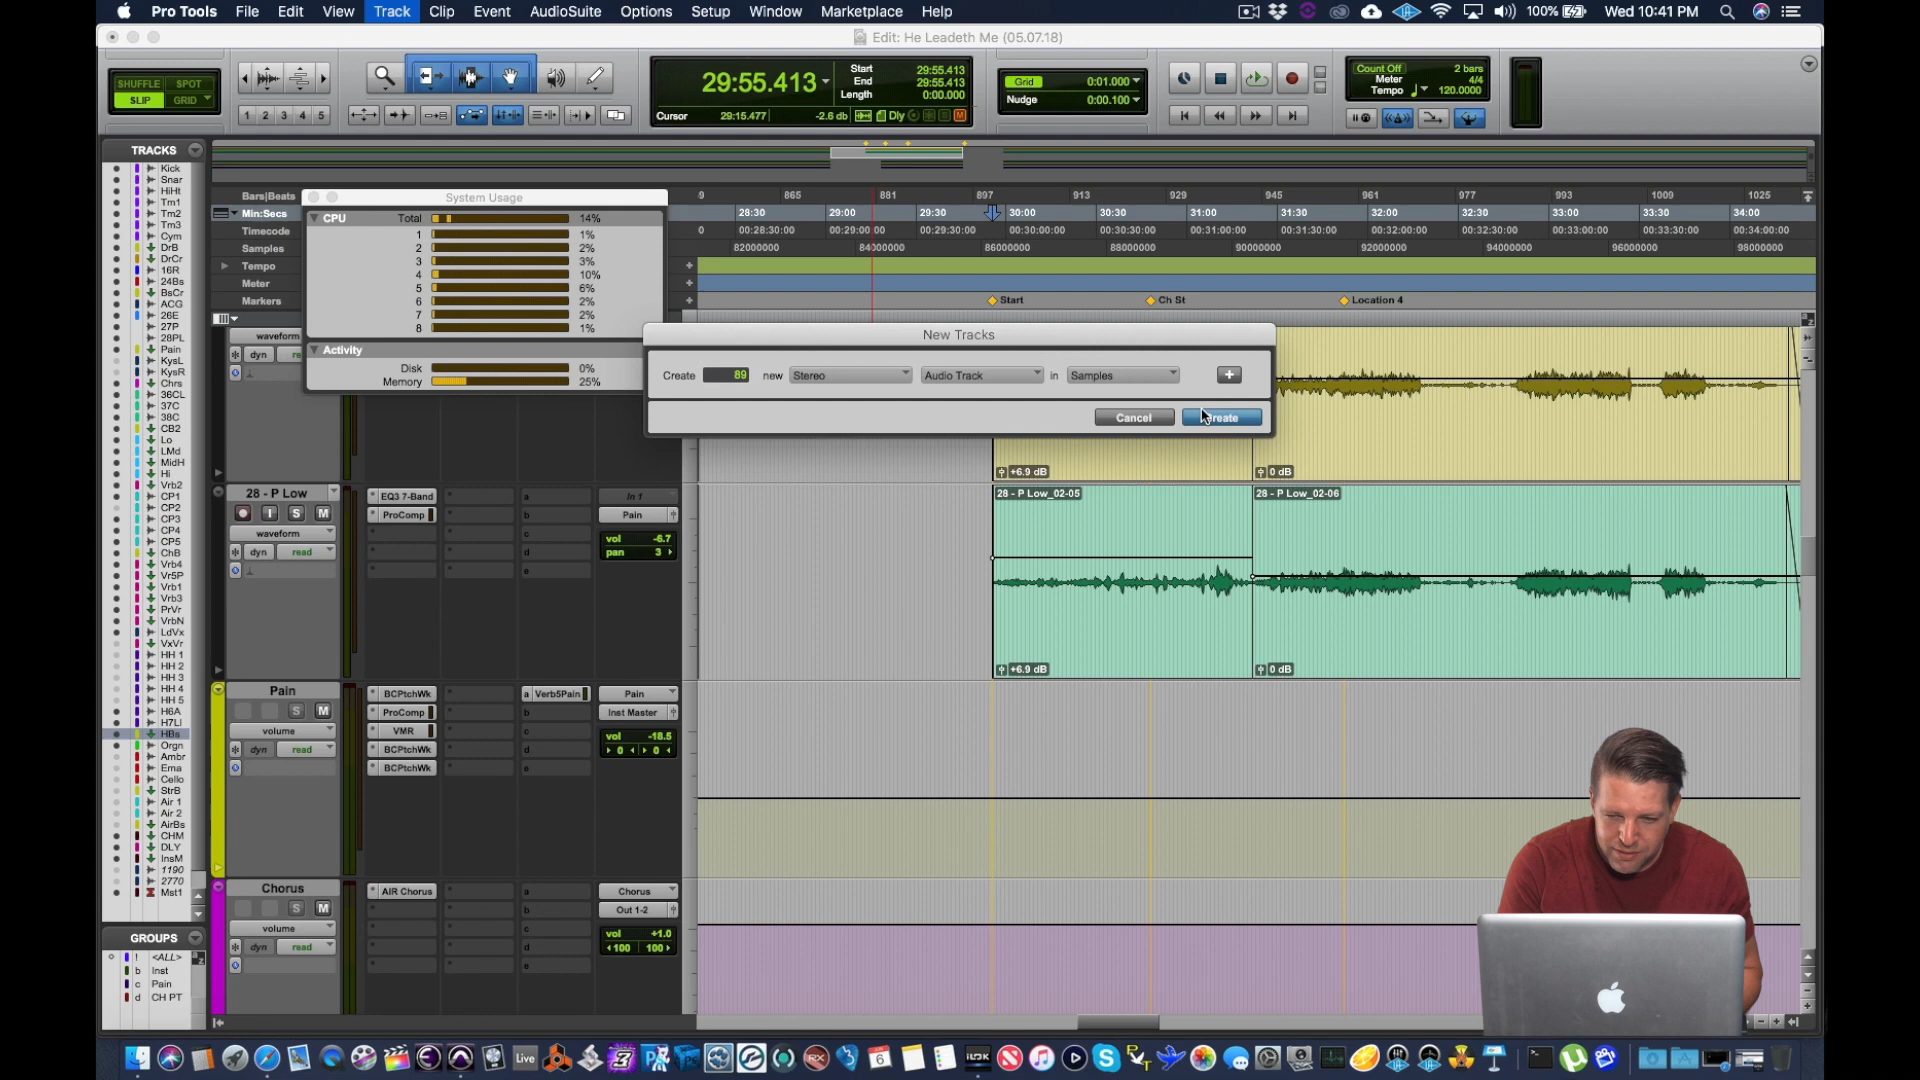 Pro Tools File Edit View Track Clip Event AudioSuite Options Setup Window Marketplace Help 100% Wed 10:41 PM
Edit: He Leadeth Me (05.07.18)
SHUFFLE SPOT
SLIP GRID
1 2 3 4 5
29:55.413
Start 29:55.413
End 29:55.413
Length 0:00.000
Cursor 29:15.477 -2.6 db Dly
Grid 0:01.000
Nudge 0:00.100
Count Off 2 bars
Meter 4/4
Tempo 120.0000
TRACKS
Kick
Snar
HiHt
Tm1
Tm2
Tm3
Cym
DrB
DrCr
16R
24Bs
BsCr
ACG
26E
27P
28PL
Pain
KysL
KysR
Chrs
36CL
37C
38C
CB2
Lo
LMd
MidH
Hi
Vrb2
CP1
CP2
CP3
CP4
CP5
ChB
Vrb4
Vr5P
Vrb1
Vrb3
PrVr
VrbN
LdVx
VxVr
HH 1
HH 2
HH 3
HH 4
HH 5
H6A
H7LI
HBs
Orgn
Ambr
Ema
Cello
StrB
Air 1
Air 2
AirBs
CHM
DLY
InsM
1190
2770
Mst1
GROUPS
! <ALL>
b Inst
c Pain
d CH PT
Bars|Beats 9 865 881 897 913 929 945 961 977 993 1009 1025
Min:Secs 28:30 29:00 29:30 30:00 30:30 31:00 31:30 32:00 32:30 33:00 33:30 34:00
Timecode 0 00:28:30:00 00:29:00:00 00:29:30:00 00:30:00:00 00:30:30:00 00:31:00:00 00:31:30:00 00:32:00:00 00:32:30:00 00:33:00:00 00:33:30:00 00:34:00:00
Samples 82000000 84000000 86000000 88000000 90000000 92000000 94000000 96000000 98000000
Tempo
Meter
Markers Start Ch St Location 4
System Usage
CPU Total 14%
1 1%
2 2%
3 3%
4 10%
5 6%
6 2%
7 2%
8 1%
Activity
Disk 0%
Memory 25%
New Tracks
Create 89 new Stereo Audio Track in Samples
Cancel Create
waveform
dyn re
+6.9 dB 0 dB
28 - P Low EQ3 7-Band a In 1
28 - P Low_02-05 28 - P Low_02-06
I S M ProComp b Pain
waveform c
vol -6.7
dyn read d
pan 3
e
+6.9 dB 0 dB
Pain BCPtchWk a Verb5Pain Pain
S M ProComp b Inst Master
volume VMR c
vol -18.5
dyn read BCPtchWk d
0 0
BCPtchWk e
Chorus AIR Chorus a Chorus
S M b Out 1-2
volume c
vol +1.0
dyn read d
100 100
e
Live
RX
6
iLOK